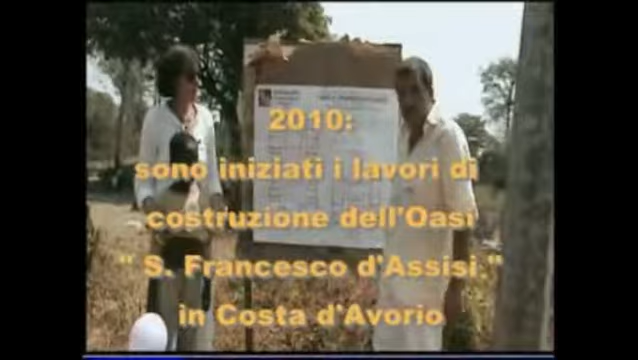 2010:
sono iniziati i lavori di
costruzione dell'Oasi
" S. Francesco d'Assisi "
in Costa d'Avorio